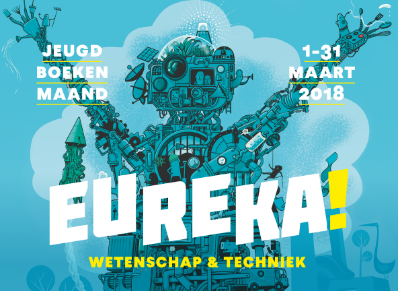 JEUGD
BOEKEN
MAAND
1-31
MAART
2018
EUREKA!
WETENSCHAP & TECHNIEK